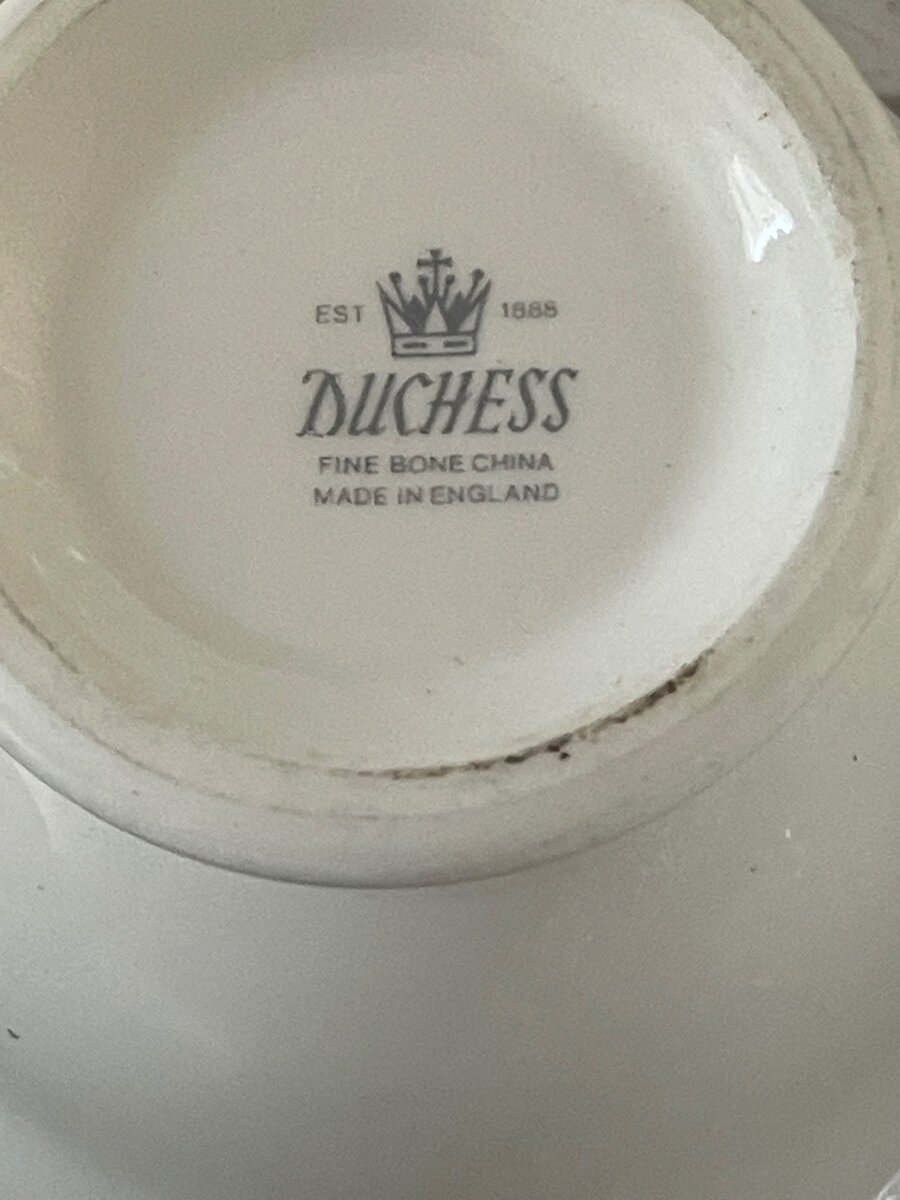 EST 1888
DUCHESS
FINE BONE CHINA
MADE IN ENGLAND